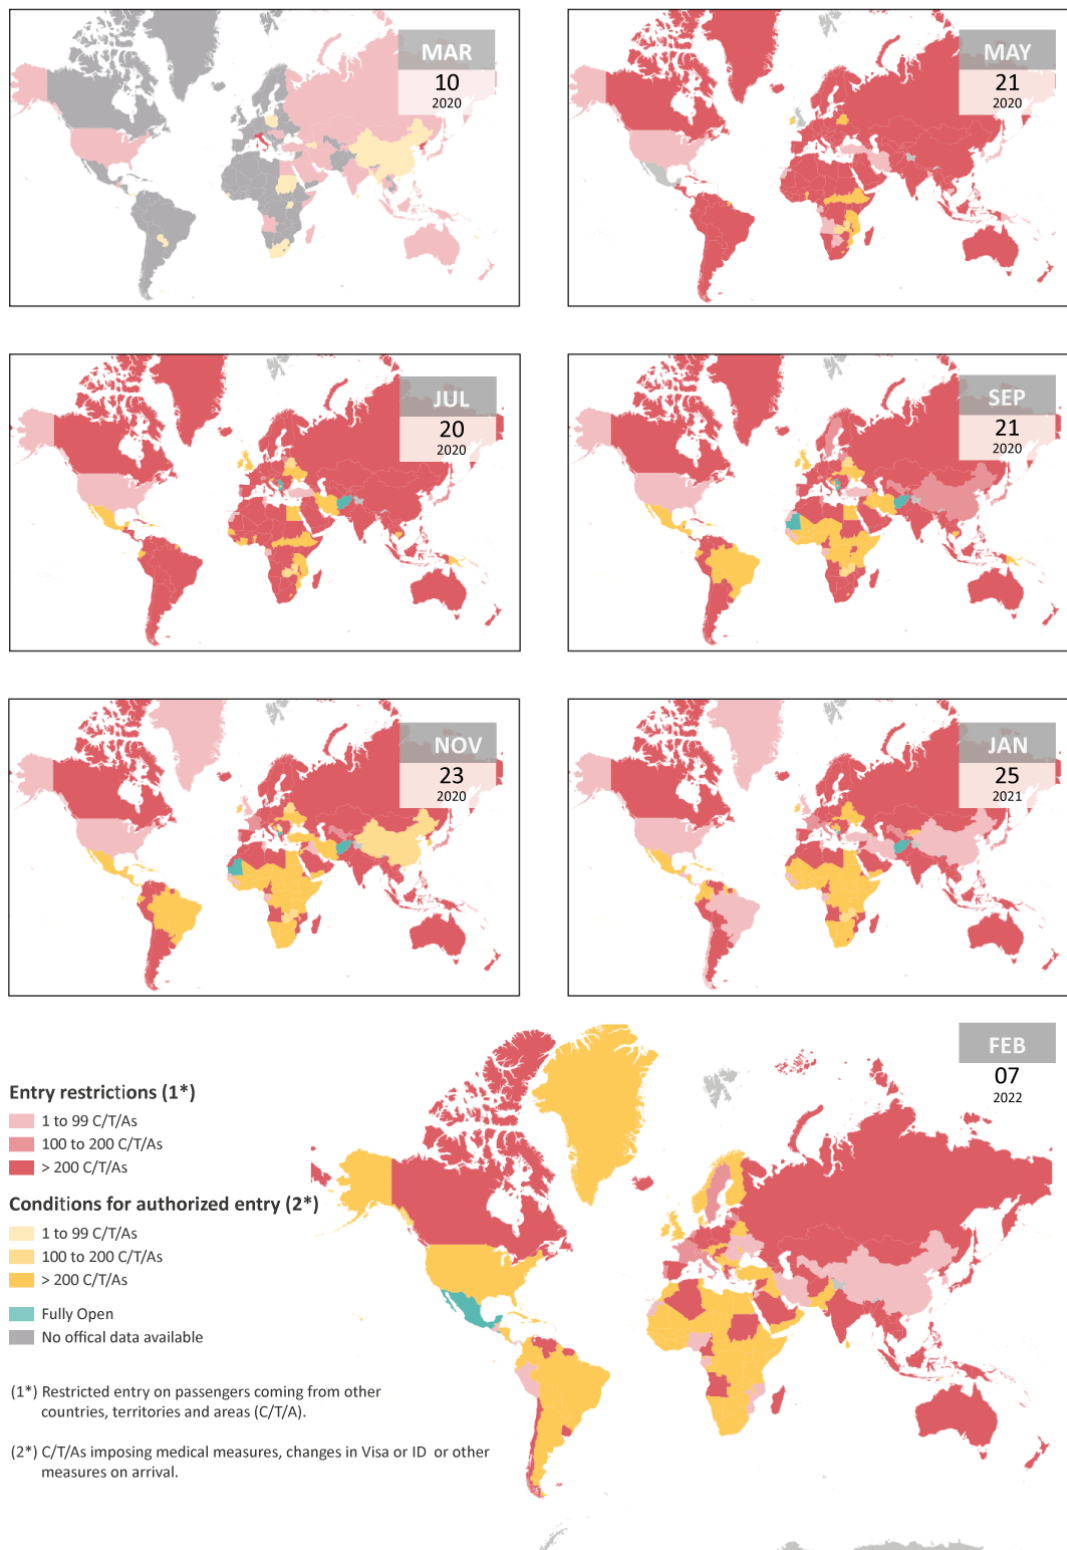 MAR
10
2020
MAY
21
2020
JUL
20
2020
SEP
21
2020
NOV
23
2020
JAN
25
2021
FEB
07
2022
Entry restrictions (1*)
1 to 99 C/T/As
100 to 200 C/T/As
> 200 C/T/As
Conditions for authorized entry (2*)
1 to 99 C/T/As
100 to 200 C/T/As
> 200 C/T/As
Fully Open
No offical data available
(1*) Restricted entry on passengers coming from other
countries, territories and areas (C/T/A).
(2*) C/T/As imposing medical measures, changes in Visa or ID or other
measures on arrival.